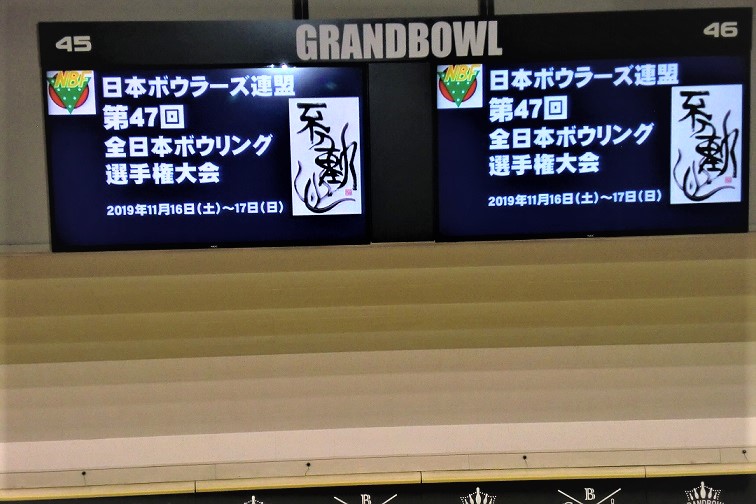 45
GRANDBOWL
46
NBF
日本ボウラーズ連盟
第47回
全日本ボウリング
選手権大会
2019年11月16日(土)~17日(日)
NBF
日本ボウラーズ連盟
第47回
全日本ボウリング
選手権大会
2019年11月16日(土)~17日(日)
B
B